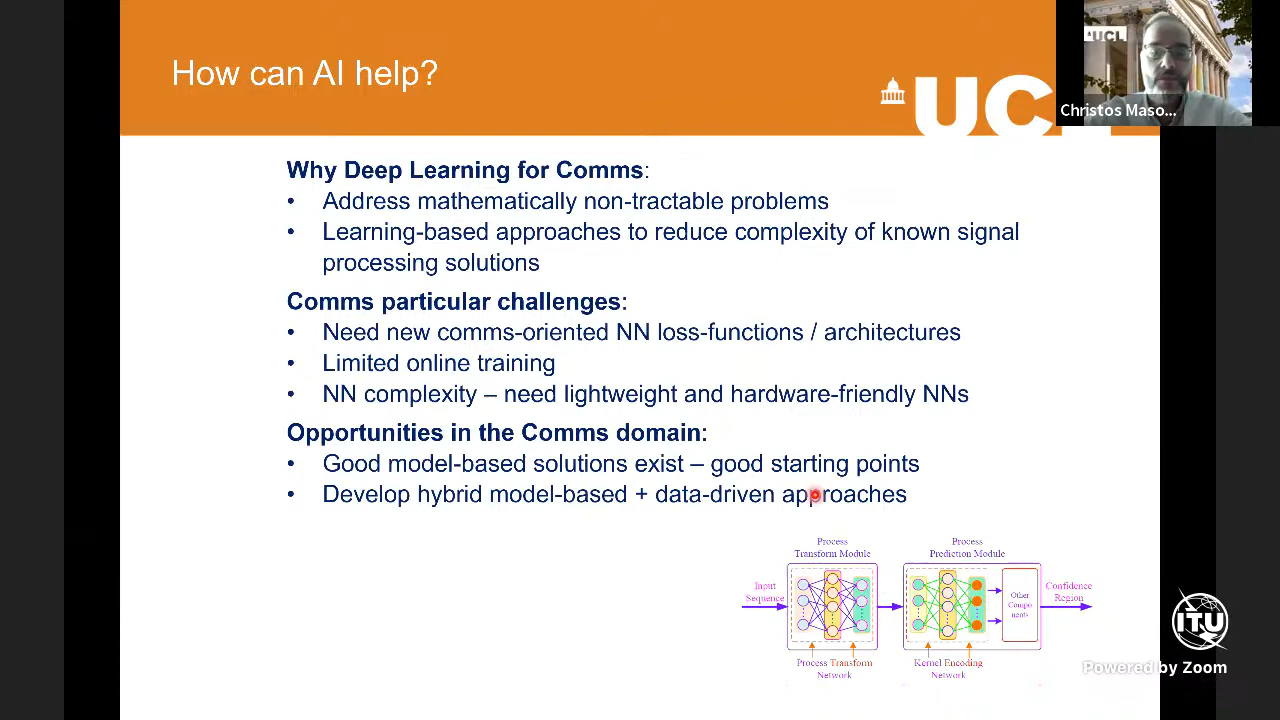 How can AI help?
UCL
Christos Maso...
Why Deep Learning for Comms:
• Address mathematically non-tractable problems
• Learning-based approaches to reduce complexity of known signal
processing solutions
Comms particular challenges:
• Need new comms-oriented NN loss-functions / architectures
• Limited online training
• NN complexity – need lightweight and hardware-friendly NNs
Opportunities in the Comms domain:
• Good model-based solutions exist – good starting points
• Develop hybrid model-based + data-driven approaches
Process
Transform Module
Process
Prediction Module
Input
Sequence
Other
Compo
nents
Confidence
Region
Process Transform
Network
Kernel Encoding
Network
ITU
Powered by Zoom